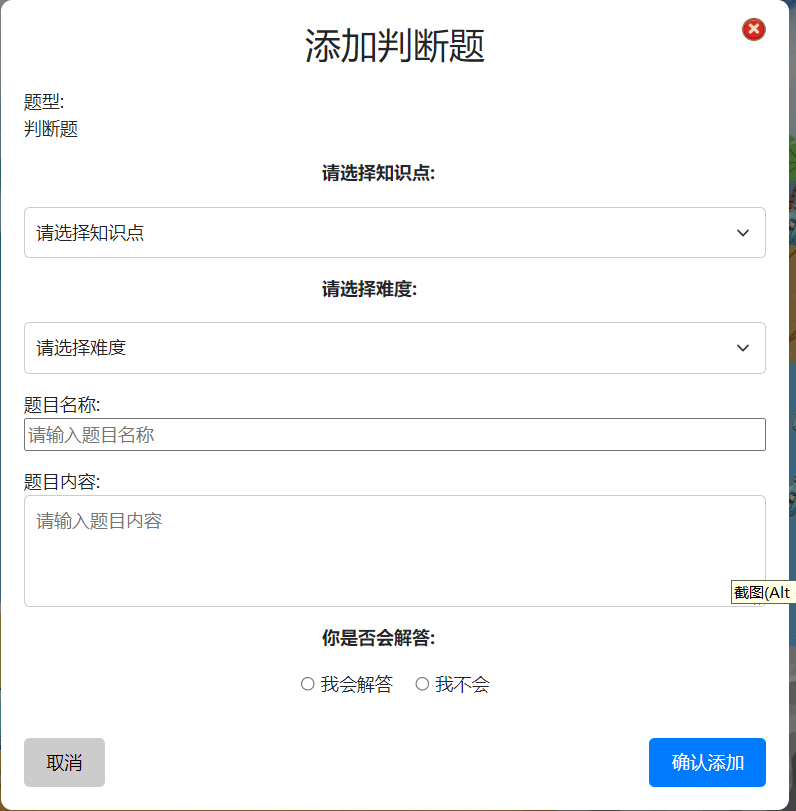 添加判断题
题型:
判断题
请选择知识点:
请选择知识点
请选择难度:
请选择难度
题目名称:
请输入题目名称
题目内容:
请输入题目内容
截图(Alt
你是否会解答:
我会解答 我不会
取消 确认添加